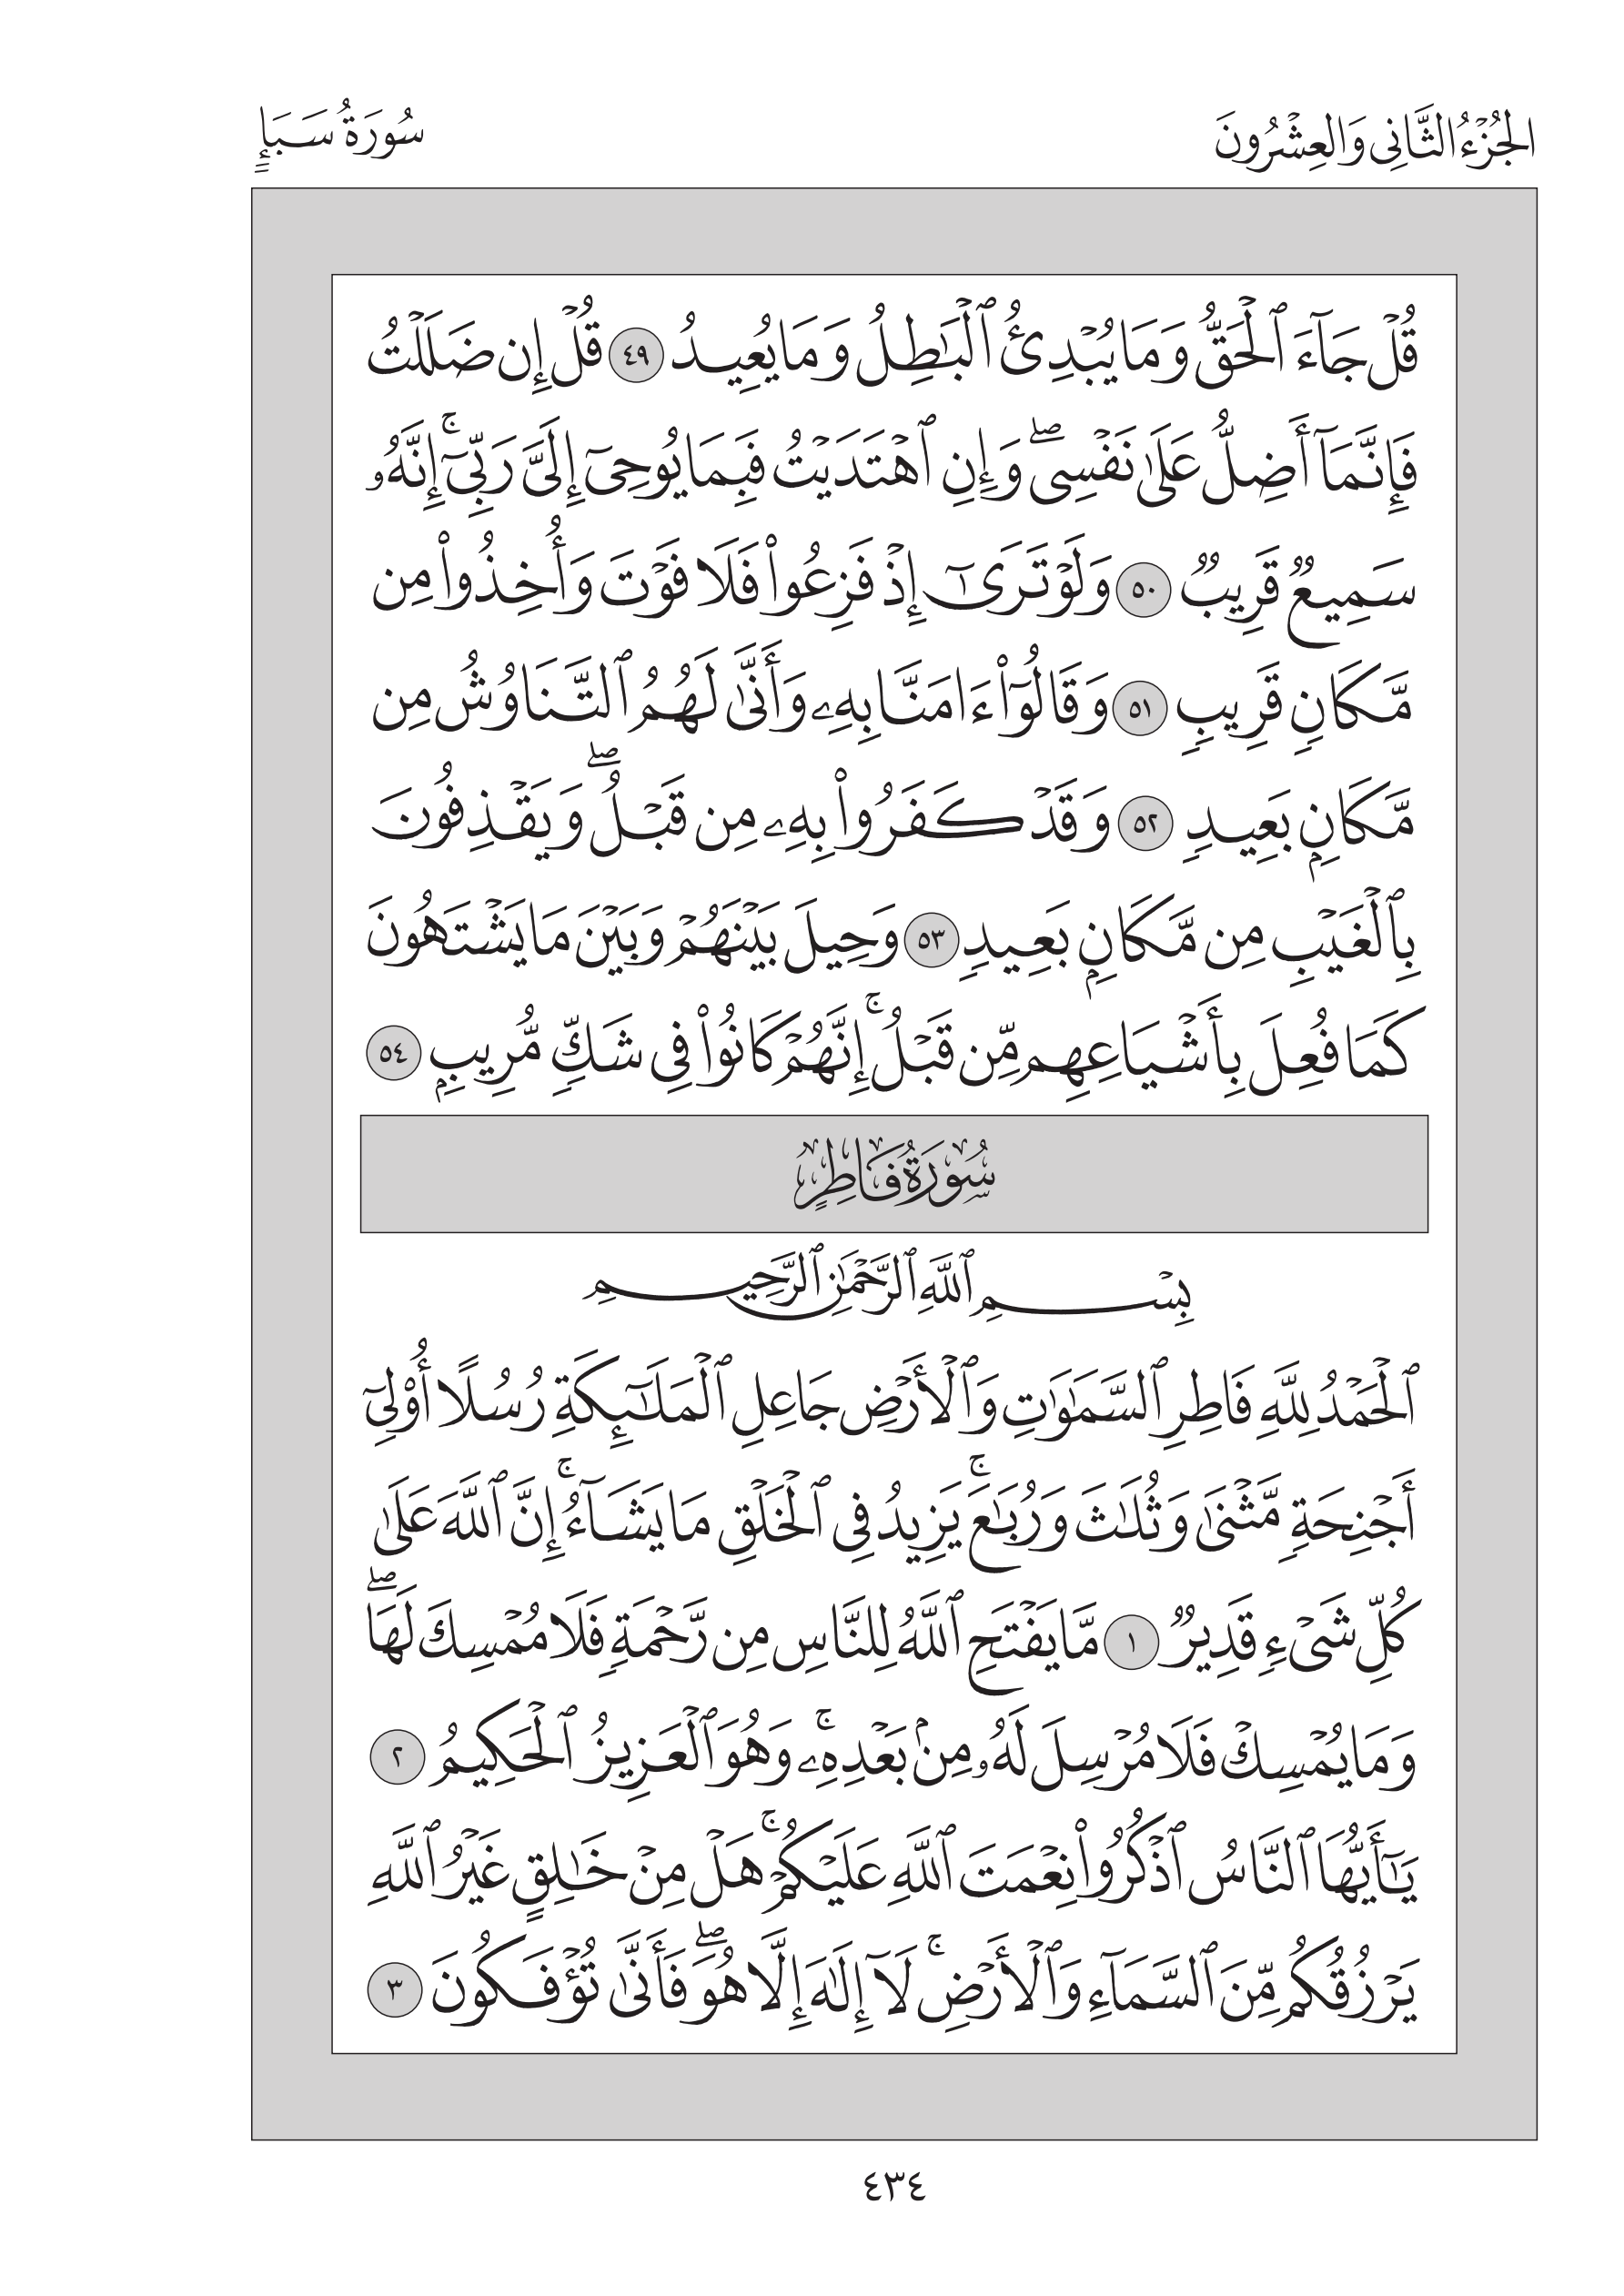 الجُزْءُ الثَّانِي وَالعِشْرُونَ
سُورَةُ سَبَإٍ
قُلۡ جَآءَ ٱلۡحَقُّ وَمَا يُبۡدِئُ ٱلۡبَٰطِلُ وَمَا يُعِيدُ ٤٩ قُلۡ إِن ضَلَلۡتُ
فَإِنَّمَآ أَضِلُّ عَلَىٰ نَفۡسِيۖ وَإِنِ ٱهۡتَدَيۡتُ فَبِمَا يُوحِيٓ إِلَيَّ رَبِّيٓۚ إِنَّهُۥ
سَمِيعٞ قَرِيبٞ ٥٠ وَلَوۡ تَرَىٰٓ إِذۡ فَزِعُواْ فَلَا فَوۡتَ وَأُخِذُواْ مِن
مَّكَانٖ قَرِيبٖ ٥١ وَقَالُوٓاْ ءَامَنَّا بِهِۦ وَأَنَّىٰ لَهُمُ ٱلتَّنَاوُشُ مِن
مَّكَانِۭ بَعِيدٖ ٥٢ وَقَدۡ كَفَرُواْ بِهِۦ مِن قَبۡلُۖ وَيَقۡذِفُونَ
بِٱلۡغَيۡبِ مِن مَّكَانِۭ بَعِيدٖ ٥٣ وَحِيلَ بَيۡنَهُمۡ وَبَيۡنَ مَا يَشۡتَهُونَ
كَمَا فُعِلَ بِأَشۡيَاعِهِم مِّن قَبۡلُۚ إِنَّهُمۡ كَانُواْ فِي شَكّٖ مُّرِيبِۭ ٥٤
سُورَةُ فَاطِرٍ
بِسۡمِ ٱللَّهِ ٱلرَّحۡمَٰنِ ٱلرَّحِيمِ
ٱلۡحَمۡدُ لِلَّهِ فَاطِرِ ٱلسَّمَٰوَٰتِ وَٱلۡأَرۡضِ جَاعِلِ ٱلۡمَلَٰٓئِكَةِ رُسُلًا أُوْلِيٓ
أَجۡنِحَةٖ مَّثۡنَىٰ وَثُلَٰثَ وَرُبَٰعَۚ يَزِيدُ فِي ٱلۡخَلۡقِ مَا يَشَآءُۚ إِنَّ ٱللَّهَ عَلَىٰ
كُلِّ شَيۡءٖ قَدِيرٞ ١ مَّا يَفۡتَحِ ٱللَّهُ لِلنَّاسِ مِن رَّحۡمَةٖ فَلَا مُمۡسِكَ لَهَاۖ
وَمَا يُمۡسِكۡ فَلَا مُرۡسِلَ لَهُۥ مِنۢ بَعۡدِهِۦۚ وَهُوَ ٱلۡعَزِيزُ ٱلۡحَكِيمُ ٢
يَٰٓأَيُّهَا ٱلنَّاسُ ٱذۡكُرُواْ نِعۡمَتَ ٱللَّهِ عَلَيۡكُمۡۚ هَلۡ مِنۡ خَٰلِقٍ غَيۡرُ ٱللَّهِ
يَرۡزُقُكُم مِّنَ ٱلسَّمَآءِ وَٱلۡأَرۡضِۚ لَآ إِلَٰهَ إِلَّا هُوَۖ فَأَنَّىٰ تُؤۡفَكُونَ ٣
٤٣٤